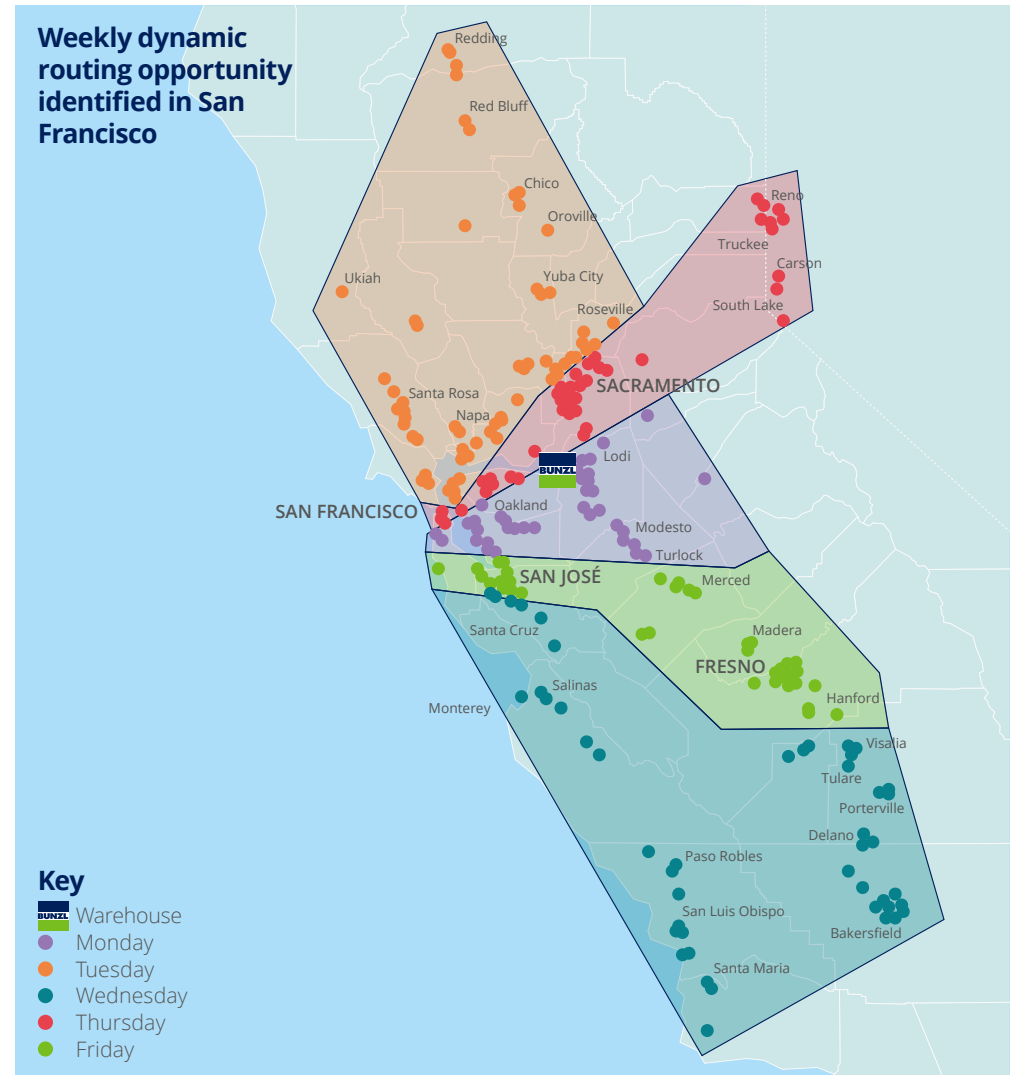 Weekly dynamic
routing opportunity
identified in San
Francisco
Redding
Red Bluff
Chico
Oroville
Reno
Truckee
Carson
South Lake
Ukiah
Yuba City
Roseville
Santa Rosa
Napa
SACRAMENTO
BUNZL
Lodi
SAN FRANCISCO
Oakland
Modesto
Turlock
SAN JOSÉ
Merced
Santa Cruz
Madera
FRESNO
Salinas
Hanford
Monterey
Visalia
Tulare
Porterville
Delano
Paso Robles
San Luis Obispo
Bakersfield
Santa Maria
Key
BUNZL Warehouse
Monday
Tuesday
Wednesday
Thursday
Friday